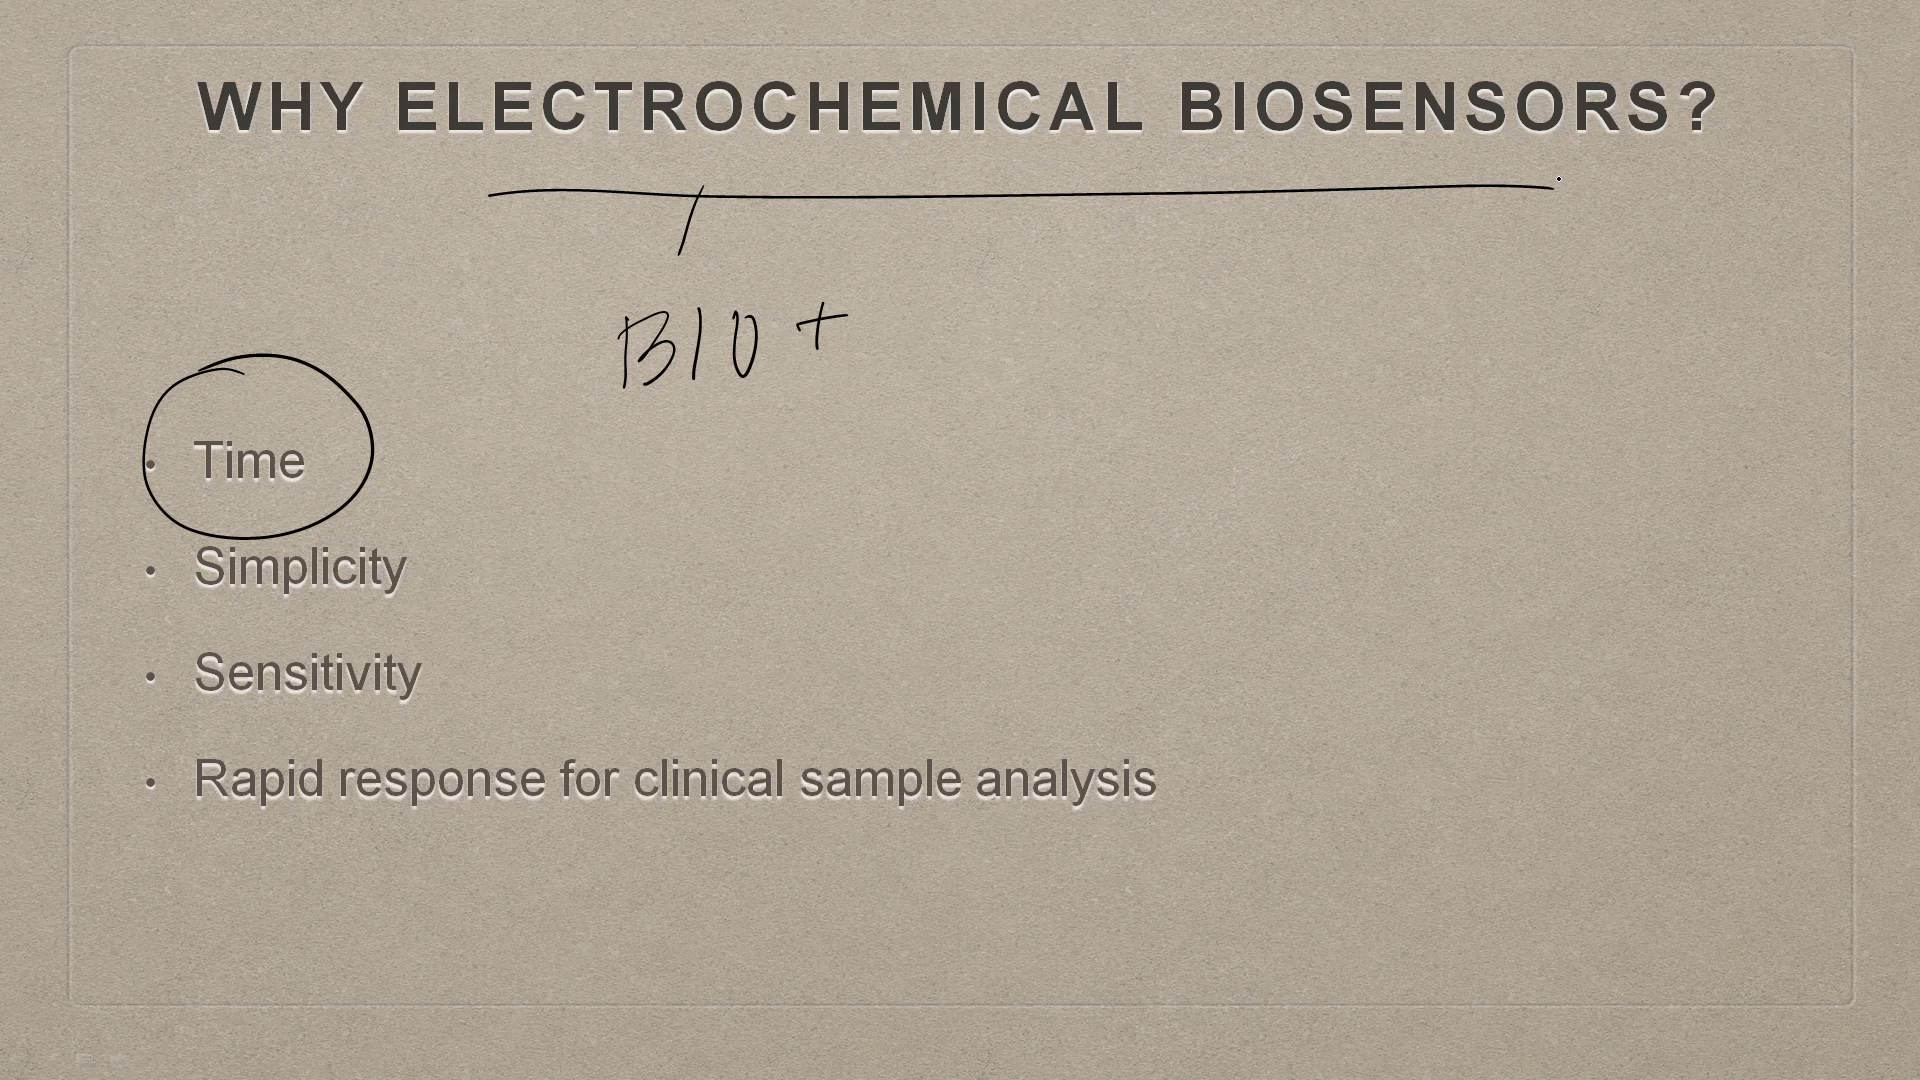 WHY ELECTROCHEMICAL BIOSENSORS?
BIO +
• Time
• Simplicity
• Sensitivity
• Rapid response for clinical sample analysis